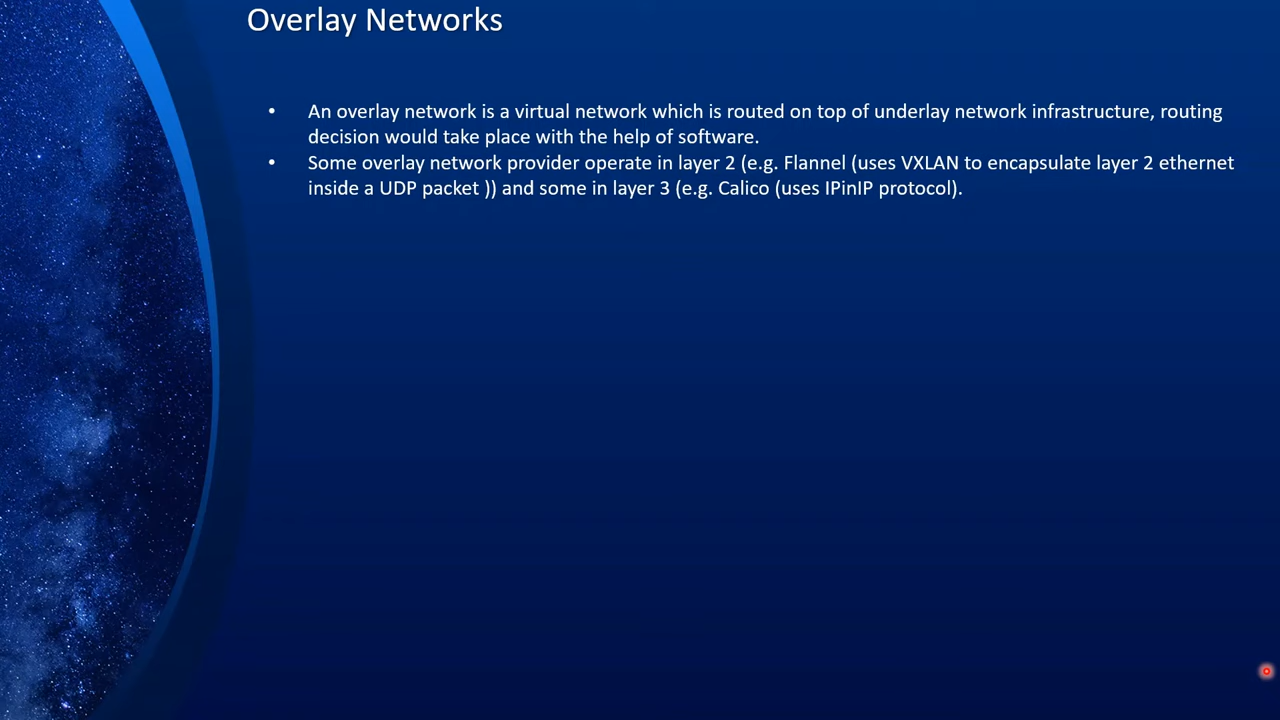 Overlay Networks
• An overlay network is a virtual network which is routed on top of underlay network infrastructure, routing
decision would take place with the help of software.
• Some overlay network provider operate in layer 2 (e.g. Flannel (uses VXLAN to encapsulate layer 2 ethernet
inside a UDP packet )) and some in layer 3 (e.g. Calico (uses IPinIP protocol).